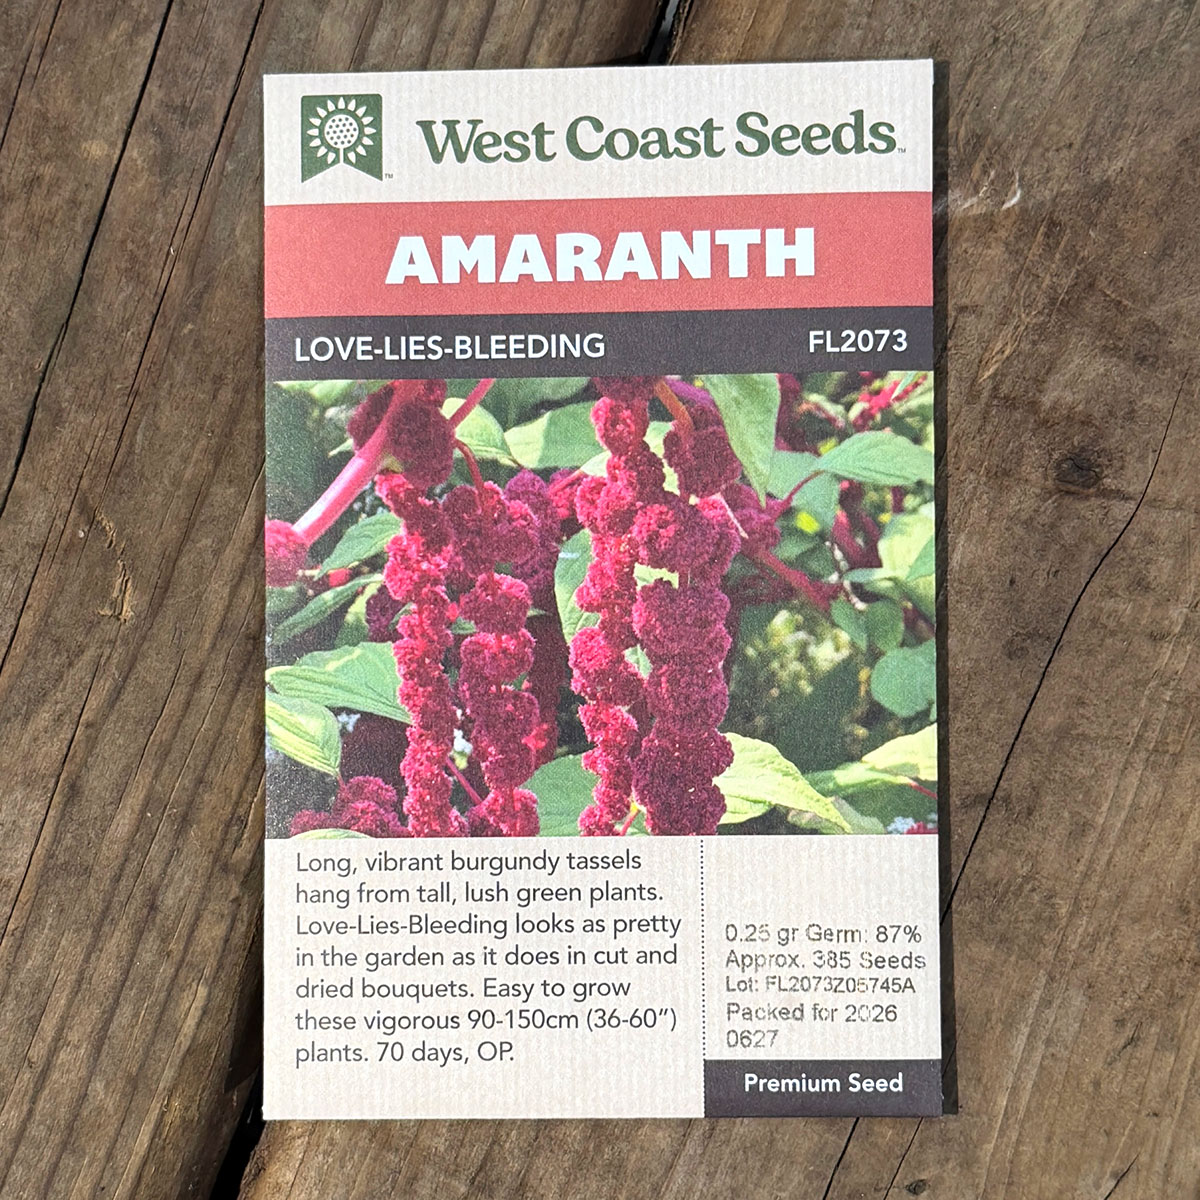 West Coast Seeds™
™
AMARANTH
LOVE-LIES-BLEEDING
FL2073
Long, vibrant burgundy tassels
hang from tall, lush green plants.
Love-Lies-Bleeding looks as pretty
in the garden as it does in cut and
dried bouquets. Easy to grow
these vigorous 90-150cm (36-60”)
plants. 70 days, OP.
0.25 gr Germ: 87%
Approx. 385 Seeds
Lot: FL2073Z05745A
Packed for 2026
0627
Premium Seed